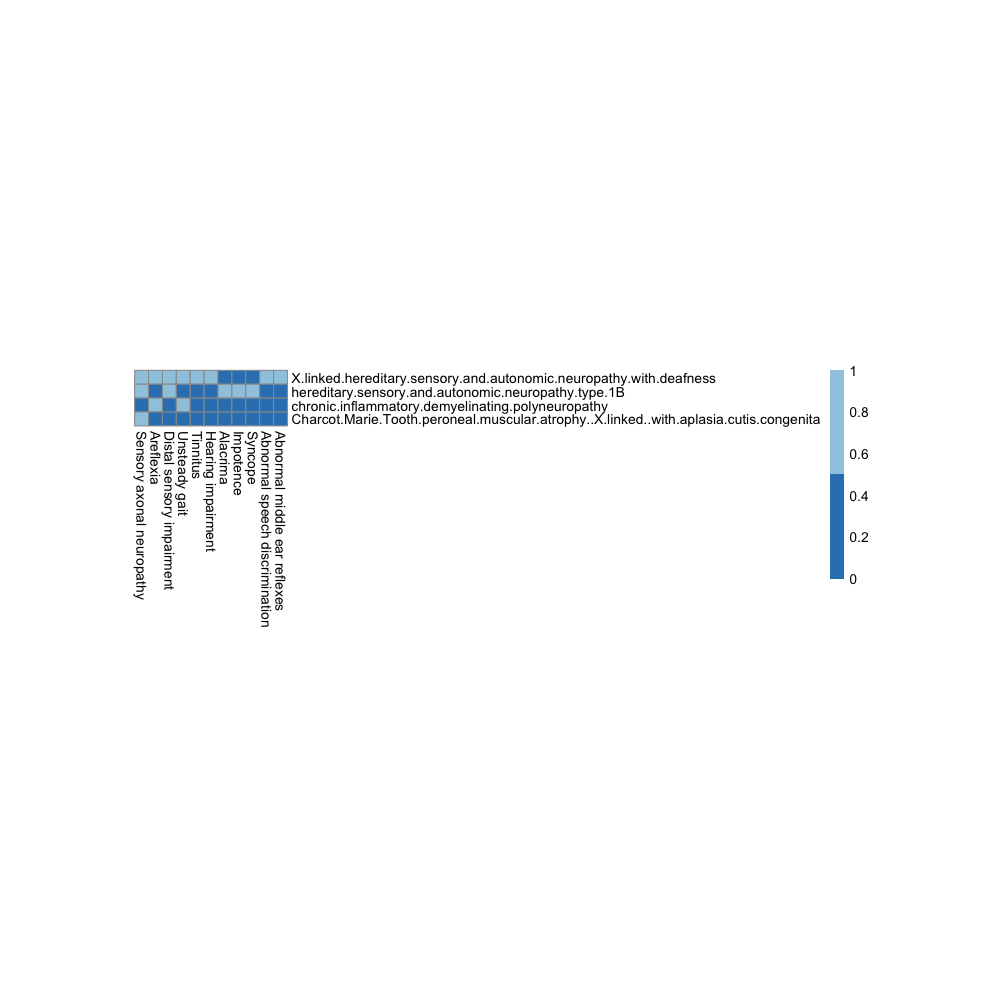 X.linked.hereditary.sensory.and.autonomic.neuropathy.with.deafness
hereditary.sensory.and.autonomic.neuropathy.type.1B
chronic.inflammatory.demyelinating.polyneuropathy
Charcot.Marie.Tooth.peroneal.muscular.atrophy..X.linked..with.aplasia.cutis.congenita
Sensory axonal neuropathy
Areflexia
Distal sensory impairment
Unsteady gait
Tinnitus
Hearing impairment
Alacrima
Impotence
Syncope
Abnormal speech discrimination
Abnormal middle ear reflexes
1
0.8
0.6
0.4
0.2
0